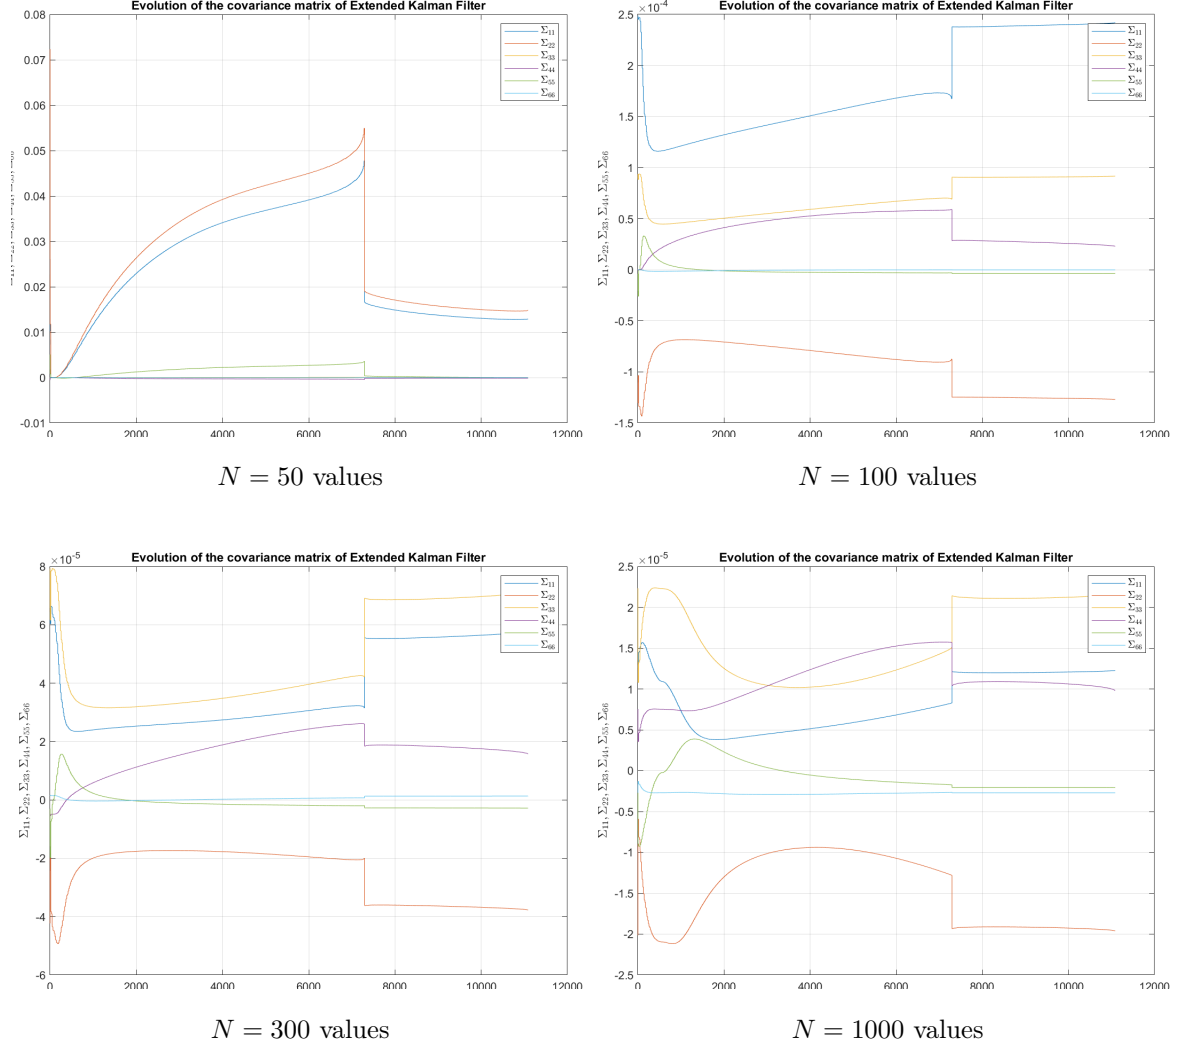 Evolution of the covariance matrix of Extended Kalman Filter
0.08
0.07
0.06
0.05
0.04
0.03
0.02
0.01
0
-0.01
0 2000 4000 6000 8000 10000 12000
Σ11
Σ22
Σ33
Σ44
Σ55
Σ66
N = 50 values
Evolution of the covariance matrix of Extended Kalman Filter
×10-4
2.5
2
1.5
1
0.5
0
-0.5
-1
-1.5
0 2000 4000 6000 8000 10000 12000
Σ11, Σ22, Σ33, Σ44, Σ55, Σ66
Σ11
Σ22
Σ33
Σ44
Σ55
Σ66
N = 100 values
Evolution of the covariance matrix of Extended Kalman Filter
×10-5
8
6
4
2
0
-2
-4
-6
0 2000 4000 6000 8000 10000 12000
Σ11, Σ22, Σ33, Σ44, Σ55, Σ66
Σ11
Σ22
Σ33
Σ44
Σ55
Σ66
N = 300 values
Evolution of the covariance matrix of Extended Kalman Filter
×10-5
2.5
2
1.5
1
0.5
0
-0.5
-1
-1.5
-2
-2.5
0 2000 4000 6000 8000 10000 12000
Σ11, Σ22, Σ33, Σ44, Σ55, Σ66
Σ11
Σ22
Σ33
Σ44
Σ55
Σ66
N = 1000 values